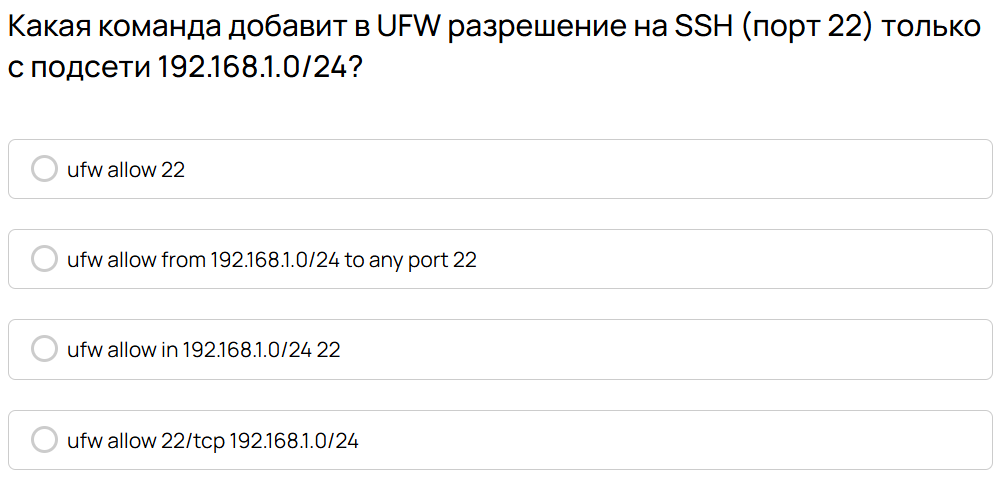 Какая команда добавит в UFW разрешение на SSH (порт 22) только
с подсети 192.168.1.0/24?
ufw allow 22
ufw allow from 192.168.1.0/24 to any port 22
ufw allow in 192.168.1.0/24 22
ufw allow 22/tcp 192.168.1.0/24